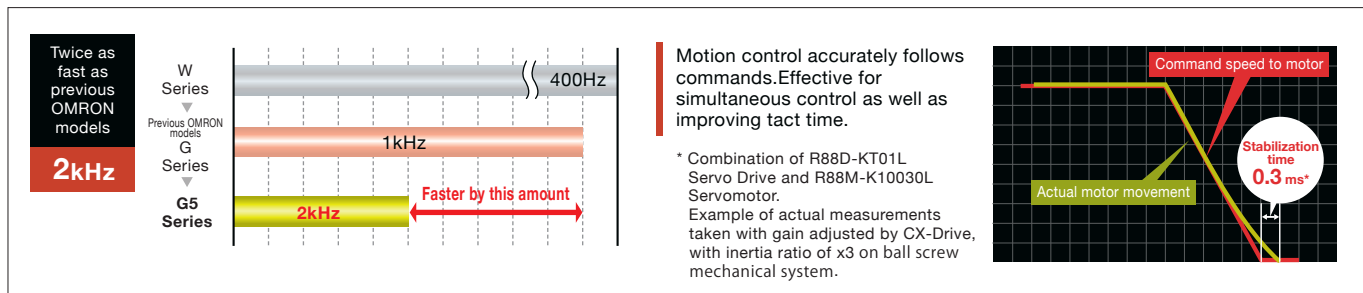 Twice as
fast as
previous
OMRON
models
2kHz
W
Series
Previous OMRON
models
G
Series
G5
Series
400Hz
1kHz
2kHz
Faster by this amount
Motion control accurately follows
commands.Effective for
simultaneous control as well as
improving tact time.
* Combination of R88D-KT01L
Servo Drive and R88M-K10030L
Servomotor.
Example of actual measurements
taken with gain adjusted by CX-Drive,
with inertia ratio of x3 on ball screw
mechanical system.
Command speed to motor
Stabilization
time
0.3 ms*
Actual motor movement